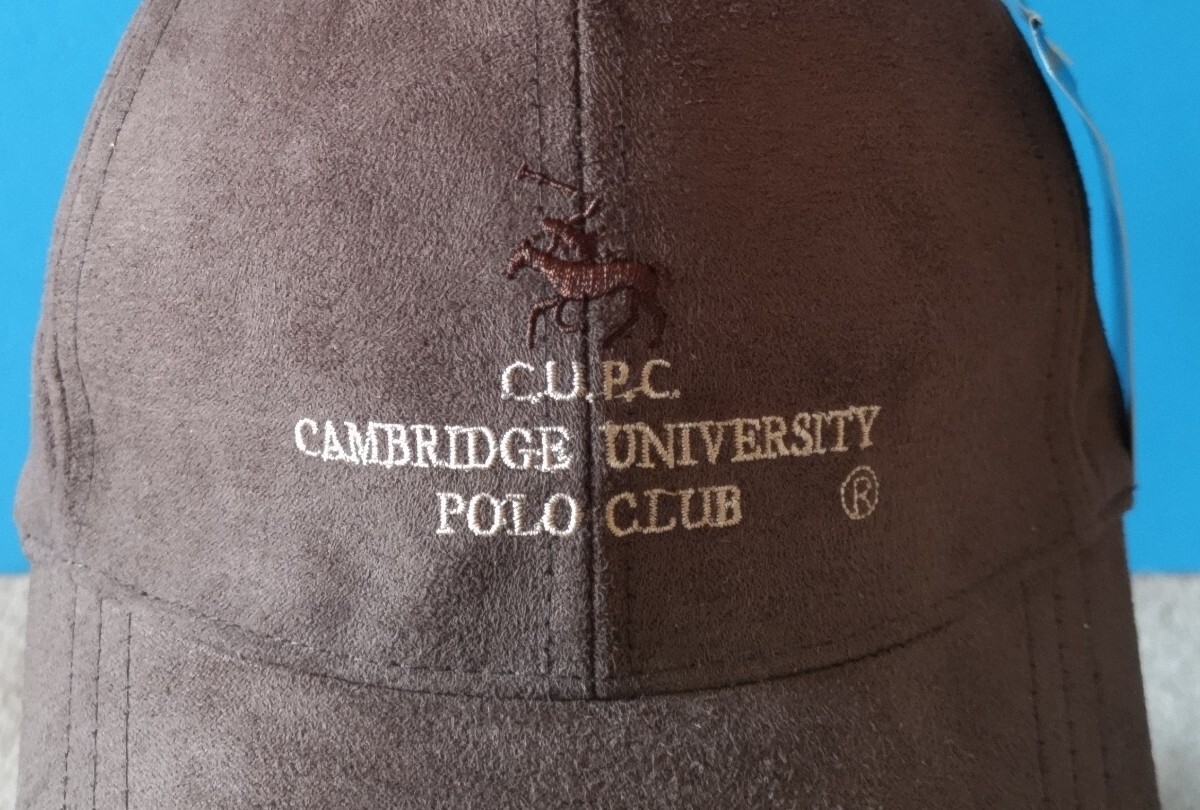 C.U.P.C.
CAMBRIDGE UNIVERSITY
POLO CLUB ®